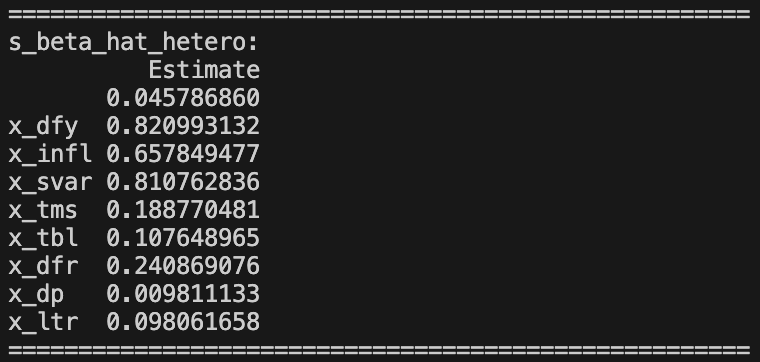 ==========================================================
s_beta_hat_hetero:
          Estimate
       0.045786860
x_dfy  0.820993132
x_infl 0.657849477
x_svar 0.810762836
x_tms  0.188770481
x_tbl  0.107648965
x_dfr  0.240869076
x_dp   0.009811133
x_ltr  0.098061658
==========================================================